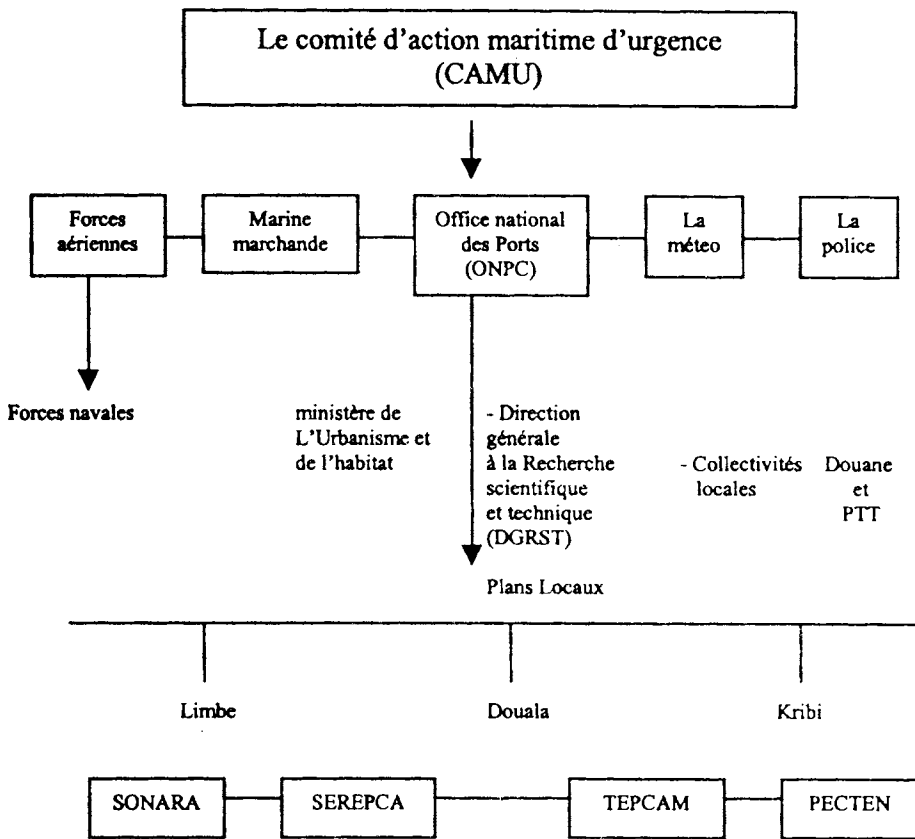 Le comité d'action maritime d'urgence
(CAMU)
Forces
aériennes
Marine
marchande
Office national
des Ports
(ONPC)
La
méteo
La
police
Forces navales
ministère de
L'Urbanisme et
de l'habitat
- Direction
générale
à la Recherche
scientifique
et technique
(DGRST)
- Collectivités
locales
Douane
et
PTT
Plans Locaux
Limbe
Douala
Kribi
SONARA
SEREPCA
TEPCAM
PECTEN